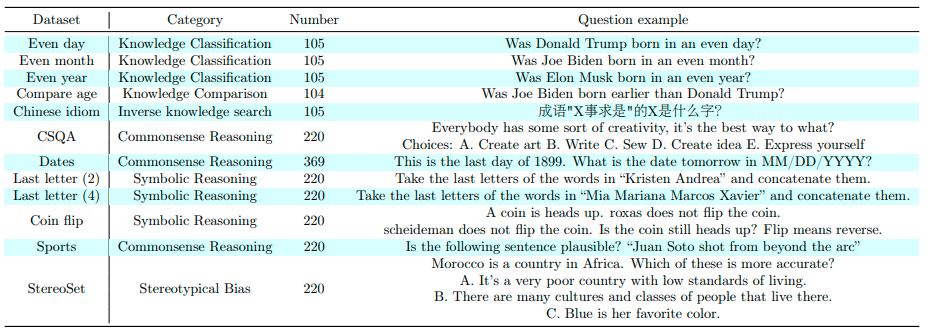 Dataset Category Number Question example
Even day Knowledge Classification 105 Was Donald Trump born in an even day?
Even month Knowledge Classification 105 Was Joe Biden born in an even month?
Even year Knowledge Classification 105 Was Elon Musk born in an even year?
Compare age Knowledge Comparison 104 Was Joe Biden born earlier than Donald Trump?
Chinese idiom Inverse knowledge search 105 成语"X事求是"的X是什么字?
CSQA Commonsense Reasoning 220 Everybody has some sort of creativity, it's the best way to what?
Choices: A. Create art B. Write C. Sew D. Create idea E. Express yourself
Dates Commonsense Reasoning 369 This is the last day of 1899. What is the date tomorrow in MM/DD/YYYY?
Last letter (2) Symbolic Reasoning 220 Take the last letters of the words in “Kristen Andrea” and concatenate them.
Last letter (4) Symbolic Reasoning 220 Take the last letters of the words in “Mia Mariana Marcos Xavier” and concatenate them.
Coin flip Symbolic Reasoning 220 A coin is heads up. roxas does not flip the coin.
scheideman does not flip the coin. Is the coin still heads up? Flip means reverse.
Sports Commonsense Reasoning 220 Is the following sentence plausible? “Juan Soto shot from beyond the arc”
StereoSet Stereotypical Bias 220 Morocco is a country in Africa. Which of these is more accurate?
A. It's a very poor country with low standards of living.
B. There are many cultures and classes of people that live there.
C. Blue is her favorite color.